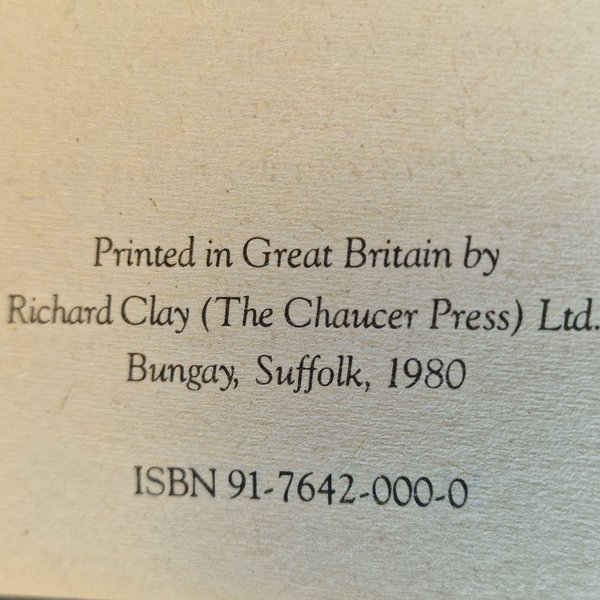 Printed in Great Britain by
Richard Clay (The Chaucer Press) Ltd.
Bungay, Suffolk, 1980
ISBN 91-7642-000-0